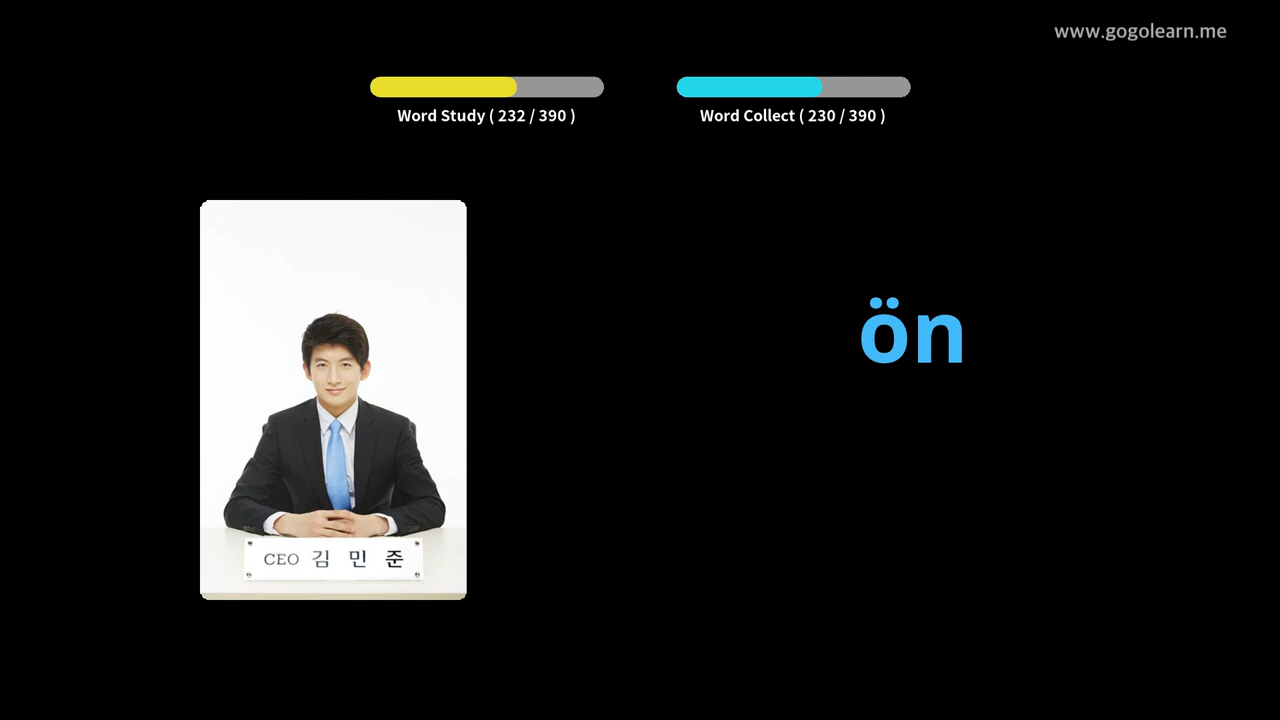 www.gogolearn.me
Word Study ( 232 / 390 )
Word Collect ( 230 / 390 )
ön
CEO 김 민 준